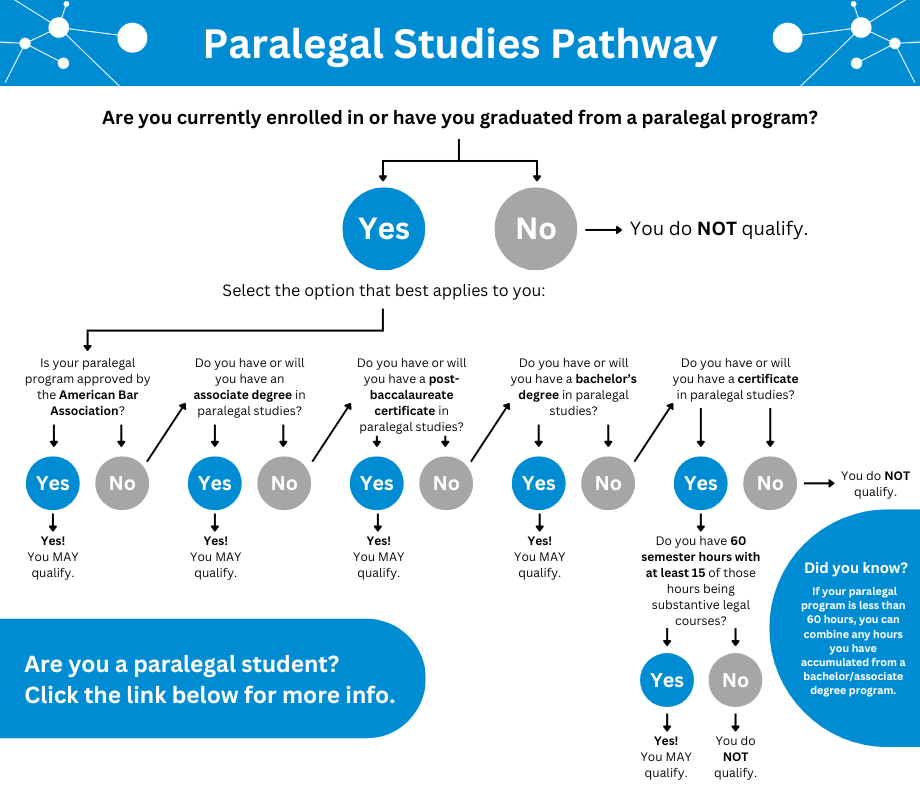 Paralegal Studies Pathway
Are you currently enrolled in or have you graduated from a paralegal program?
Yes
No
You do NOT qualify.
Select the option that best applies to you:
Is your paralegal
program approved by
the American Bar
Association?
Yes
No
Yes!
You MAY
qualify.
Do you have or will
you have an
associate degree in
paralegal studies?
Yes
No
Yes!
You MAY
qualify.
Do you have or will
you have a post-
baccalaureate
certificate in
paralegal studies?
Yes
No
Yes!
You MAY
qualify.
Do you have or will
you have a bachelor's
degree in paralegal
studies?
Yes
No
Yes!
You MAY
qualify.
Do you have or will
you have a certificate
in paralegal studies?
Yes
No
You do NOT
qualify.
Do you have 60
semester hours with
at least 15 of those
hours being
substantive legal
courses?
Yes
No
Yes!
You MAY
qualify.
You do
NOT
qualify.
Did you know?
If your paralegal
program is less than
60 hours, you can
combine any hours
you have
accumulated from a
bachelor/associate
degree program.
Are you a paralegal student?
Click the link below for more info.